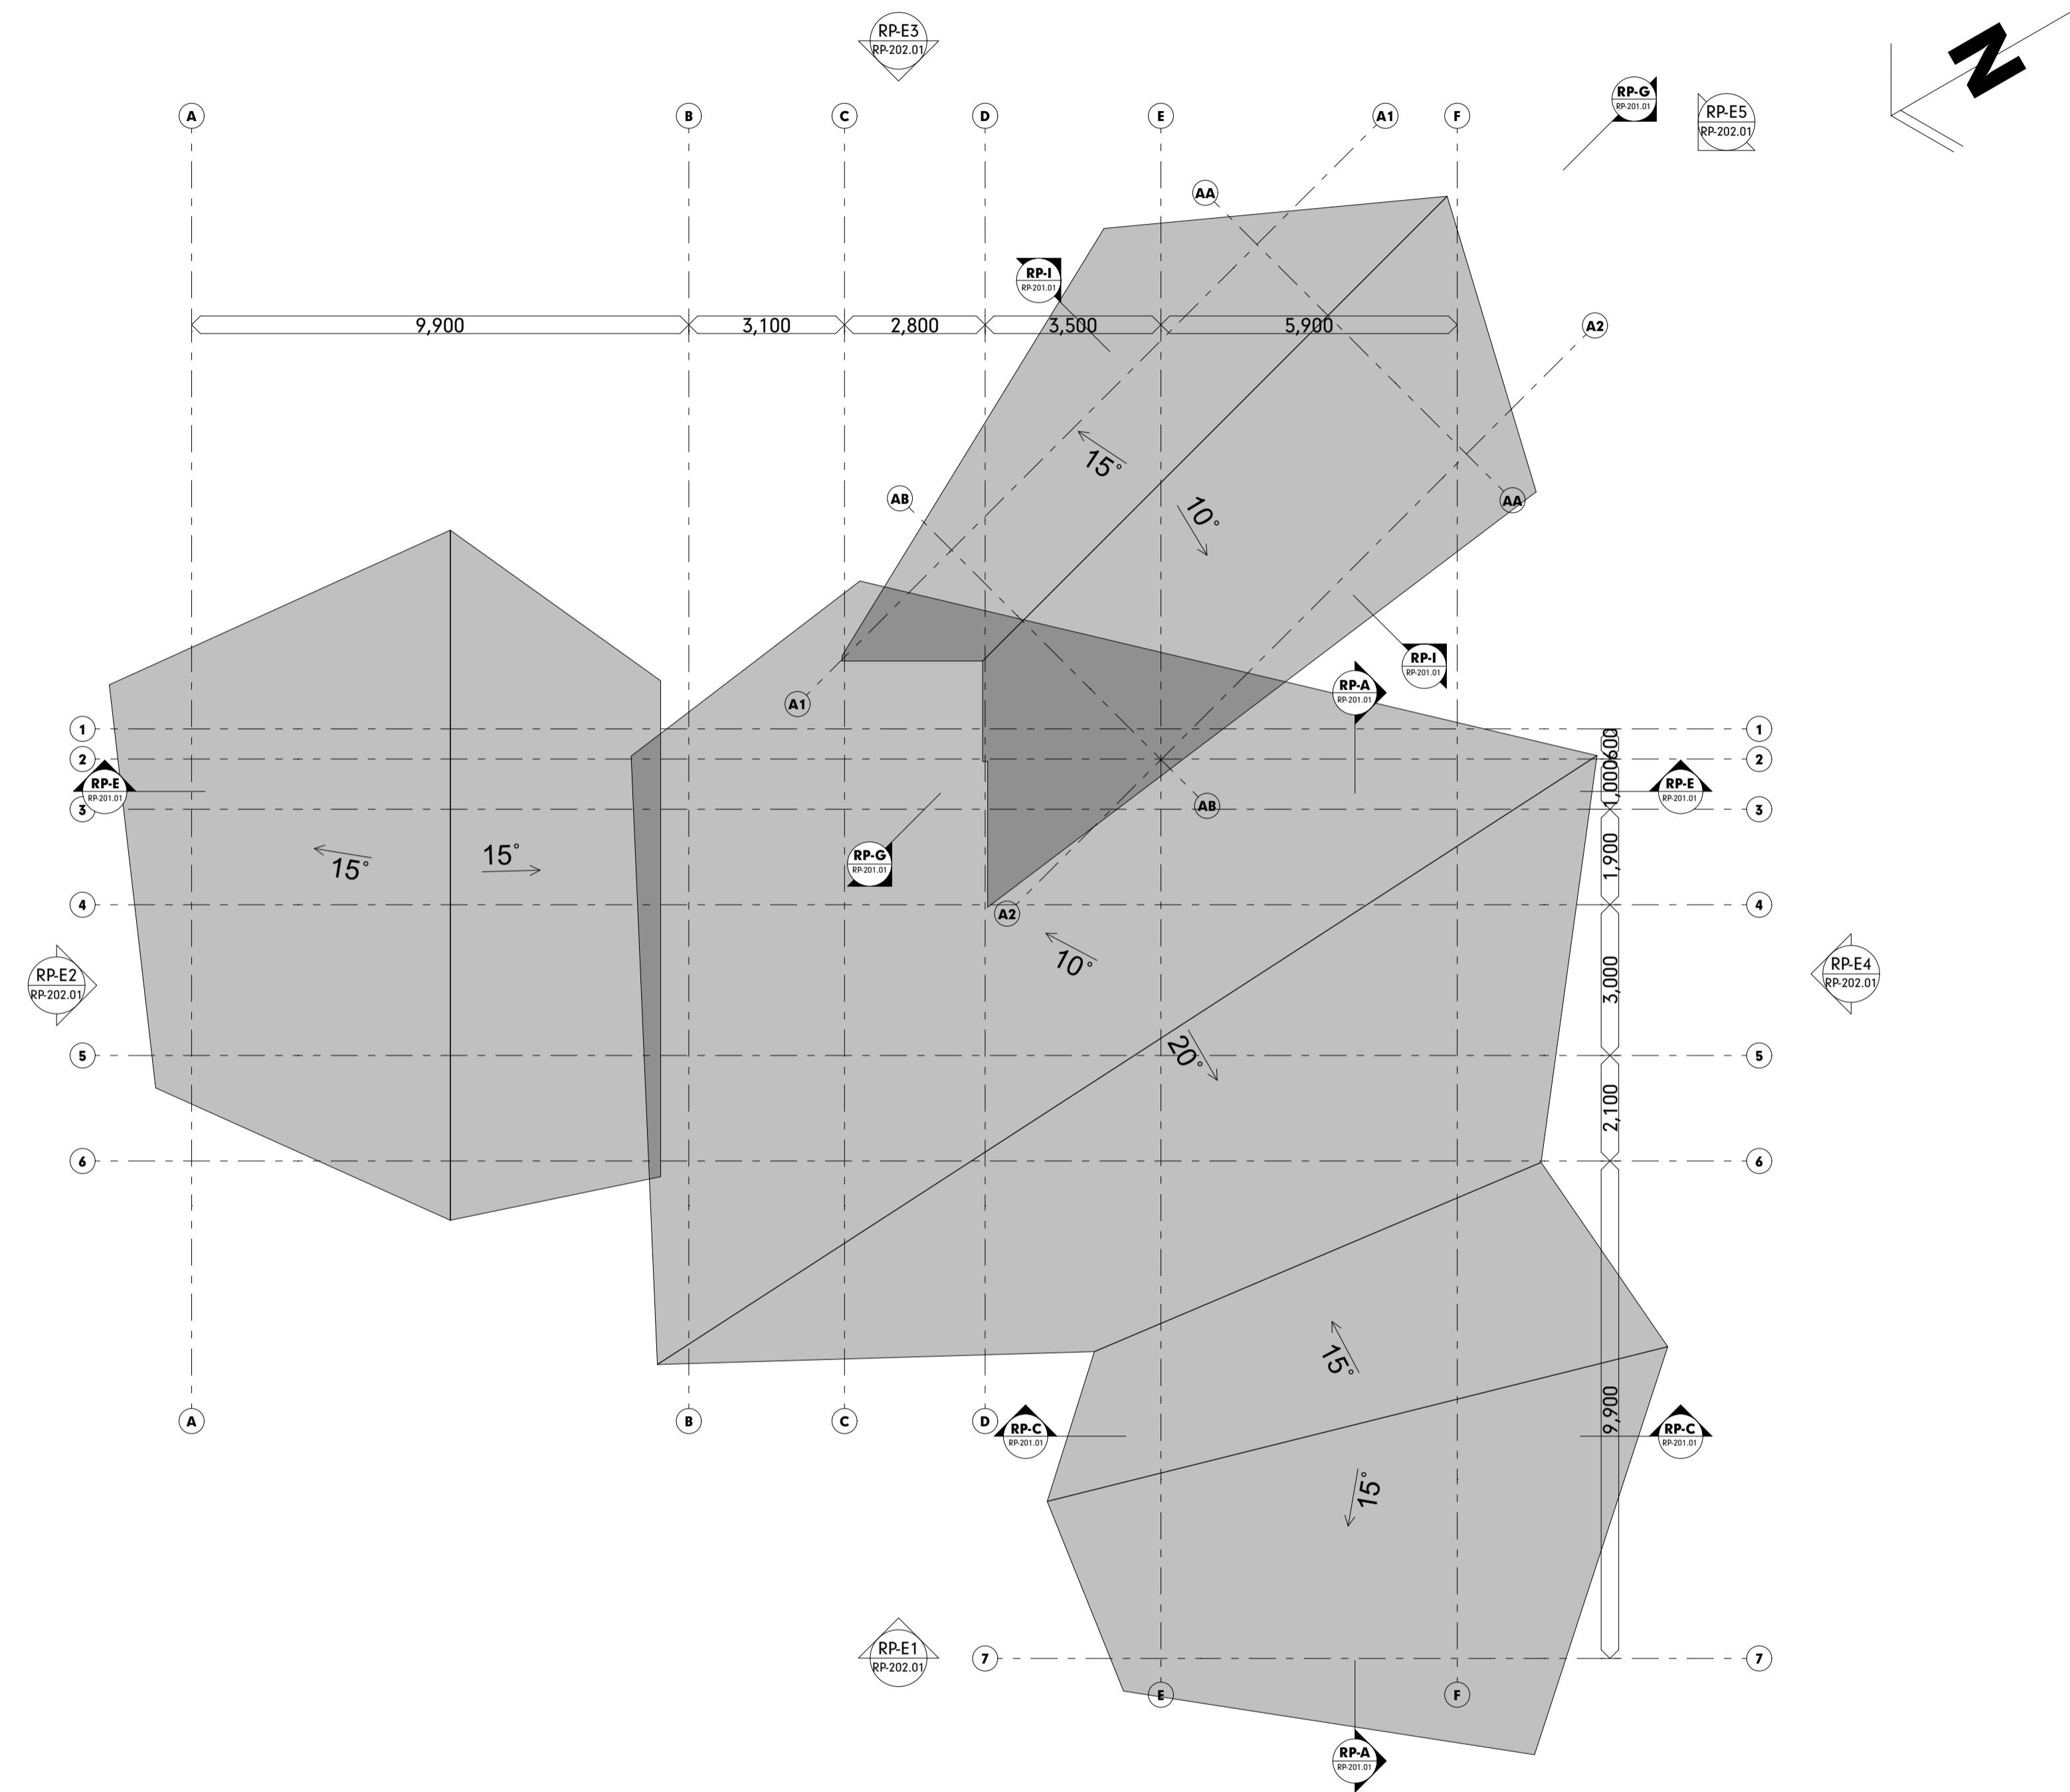 RP-E3
RP-202.01
N
RP-G
RP-201.01
RP-E5
RP-202.01
A
B
C
D
E
A1
F
AA
RP-I
RP-201.01
9,900
3,100
2,800
3,500
5,900
A2
15°
AB
10°
AA
RP-I
RP-201.01
RP-A
RP-201.01
A1
1
600
1
2
2
RP-E
RP-201.01
1,000
RP-E
RP-201.01
3
AB
3
15°
15°
RP-G
RP-201.01
1,900
4
A2
4
RP-E2
RP-202.01
10°
3,000
RP-E4
RP-202.01
5
20°
5
2,100
6
6
15°
A
B
C
D
RP-C
RP-201.01
9,900
RP-C
RP-201.01
15°
RP-E1
RP-202.01
7
7
E
F
RP-A
RP-201.01